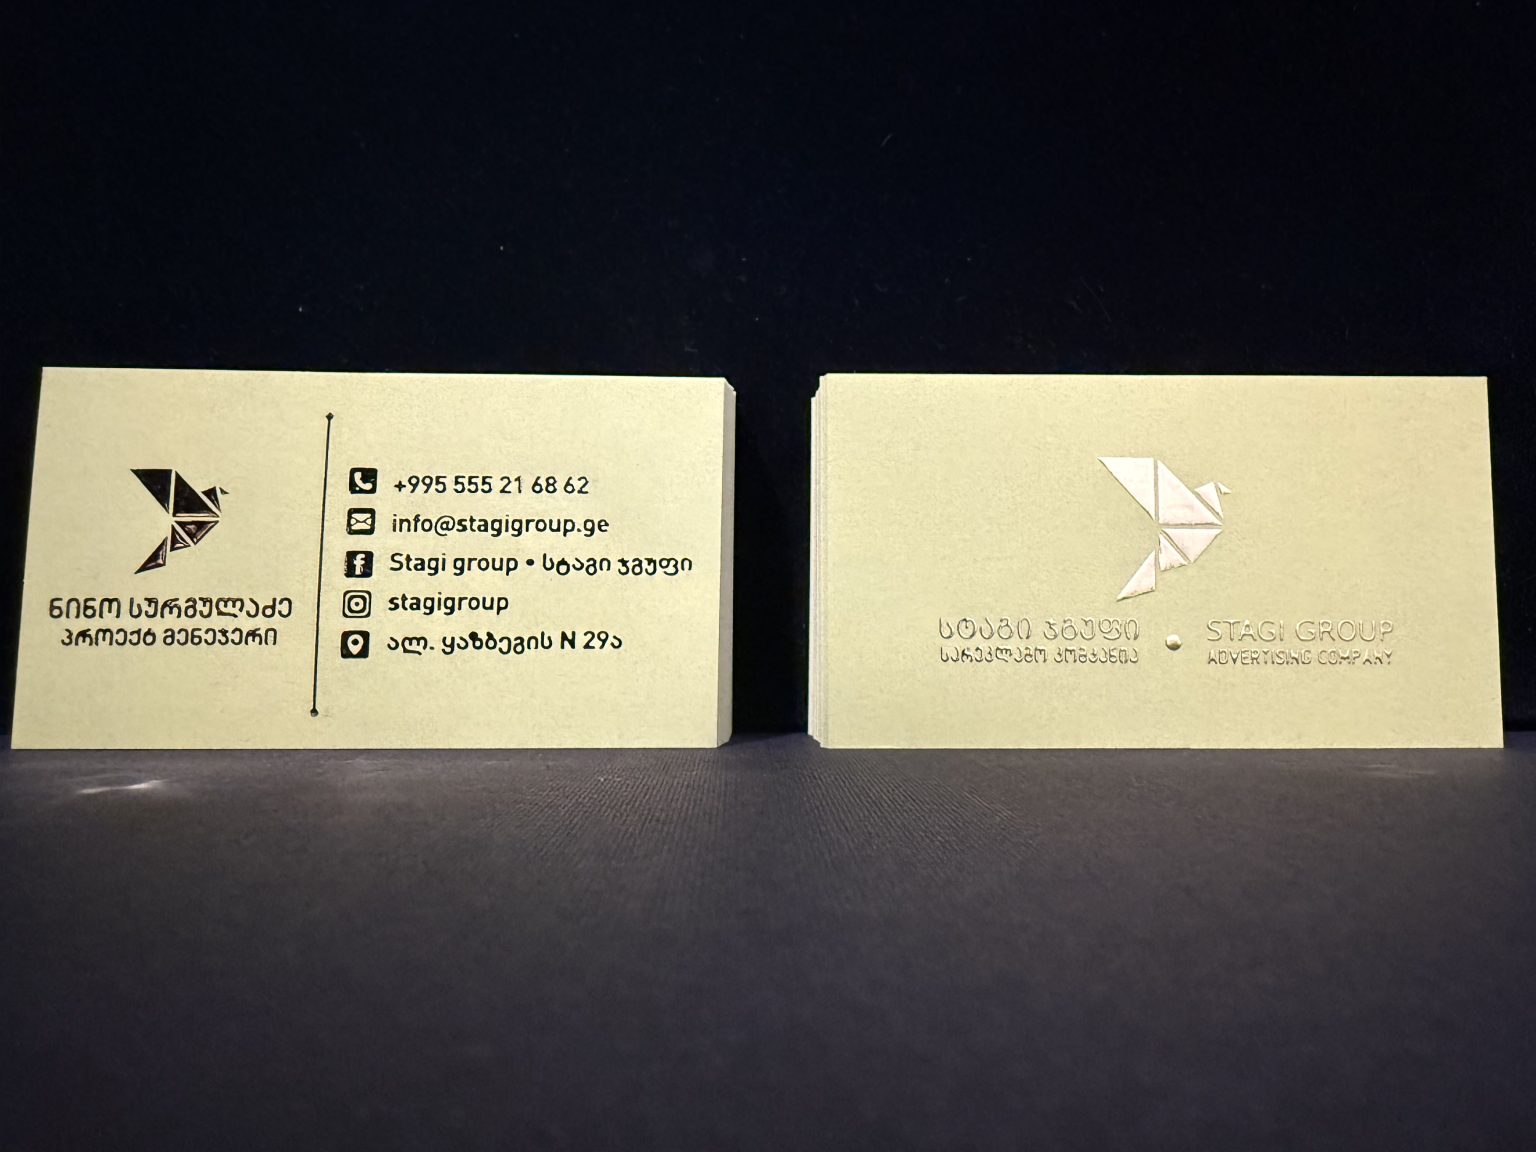 ნინო სურგულაძე
პროექტ მენეჯერი
+995 555 21 68 62
info@stagigroup.ge
Stagi group • სტაგი ჯგუფი
stagigroup
ალ. ყაზბეგის N 29ა
სტაგი ჯგუფი • STAGI GROUP
სარეკლამო კომპანია ADVERTISING COMPANY